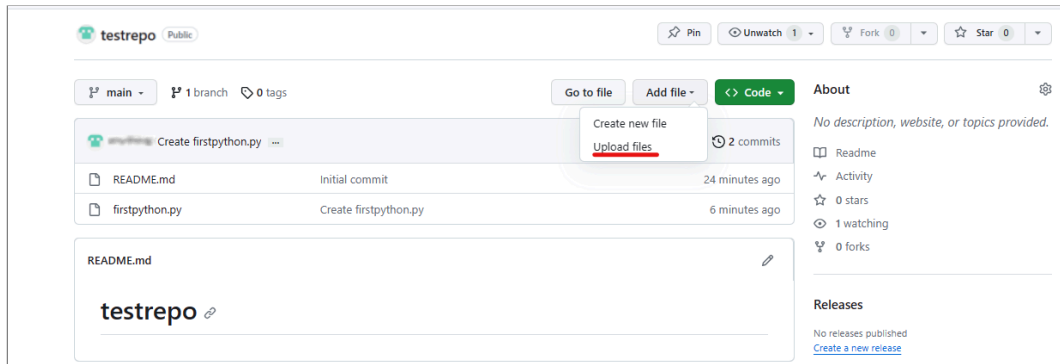 testrepo Public
Pin
Unwatch 1
Fork 0
Star 0
main
1 branch
0 tags
Go to file
Add file
<> Code
Create new file
Upload files
Create firstpython.py ...
2 commits
README.md Initial commit 24 minutes ago
firstpython.py Create firstpython.py 6 minutes ago
README.md
testrepo
About
No description, website, or topics provided.
Readme
Activity
0 stars
1 watching
0 forks
Releases
No releases published
Create a new release